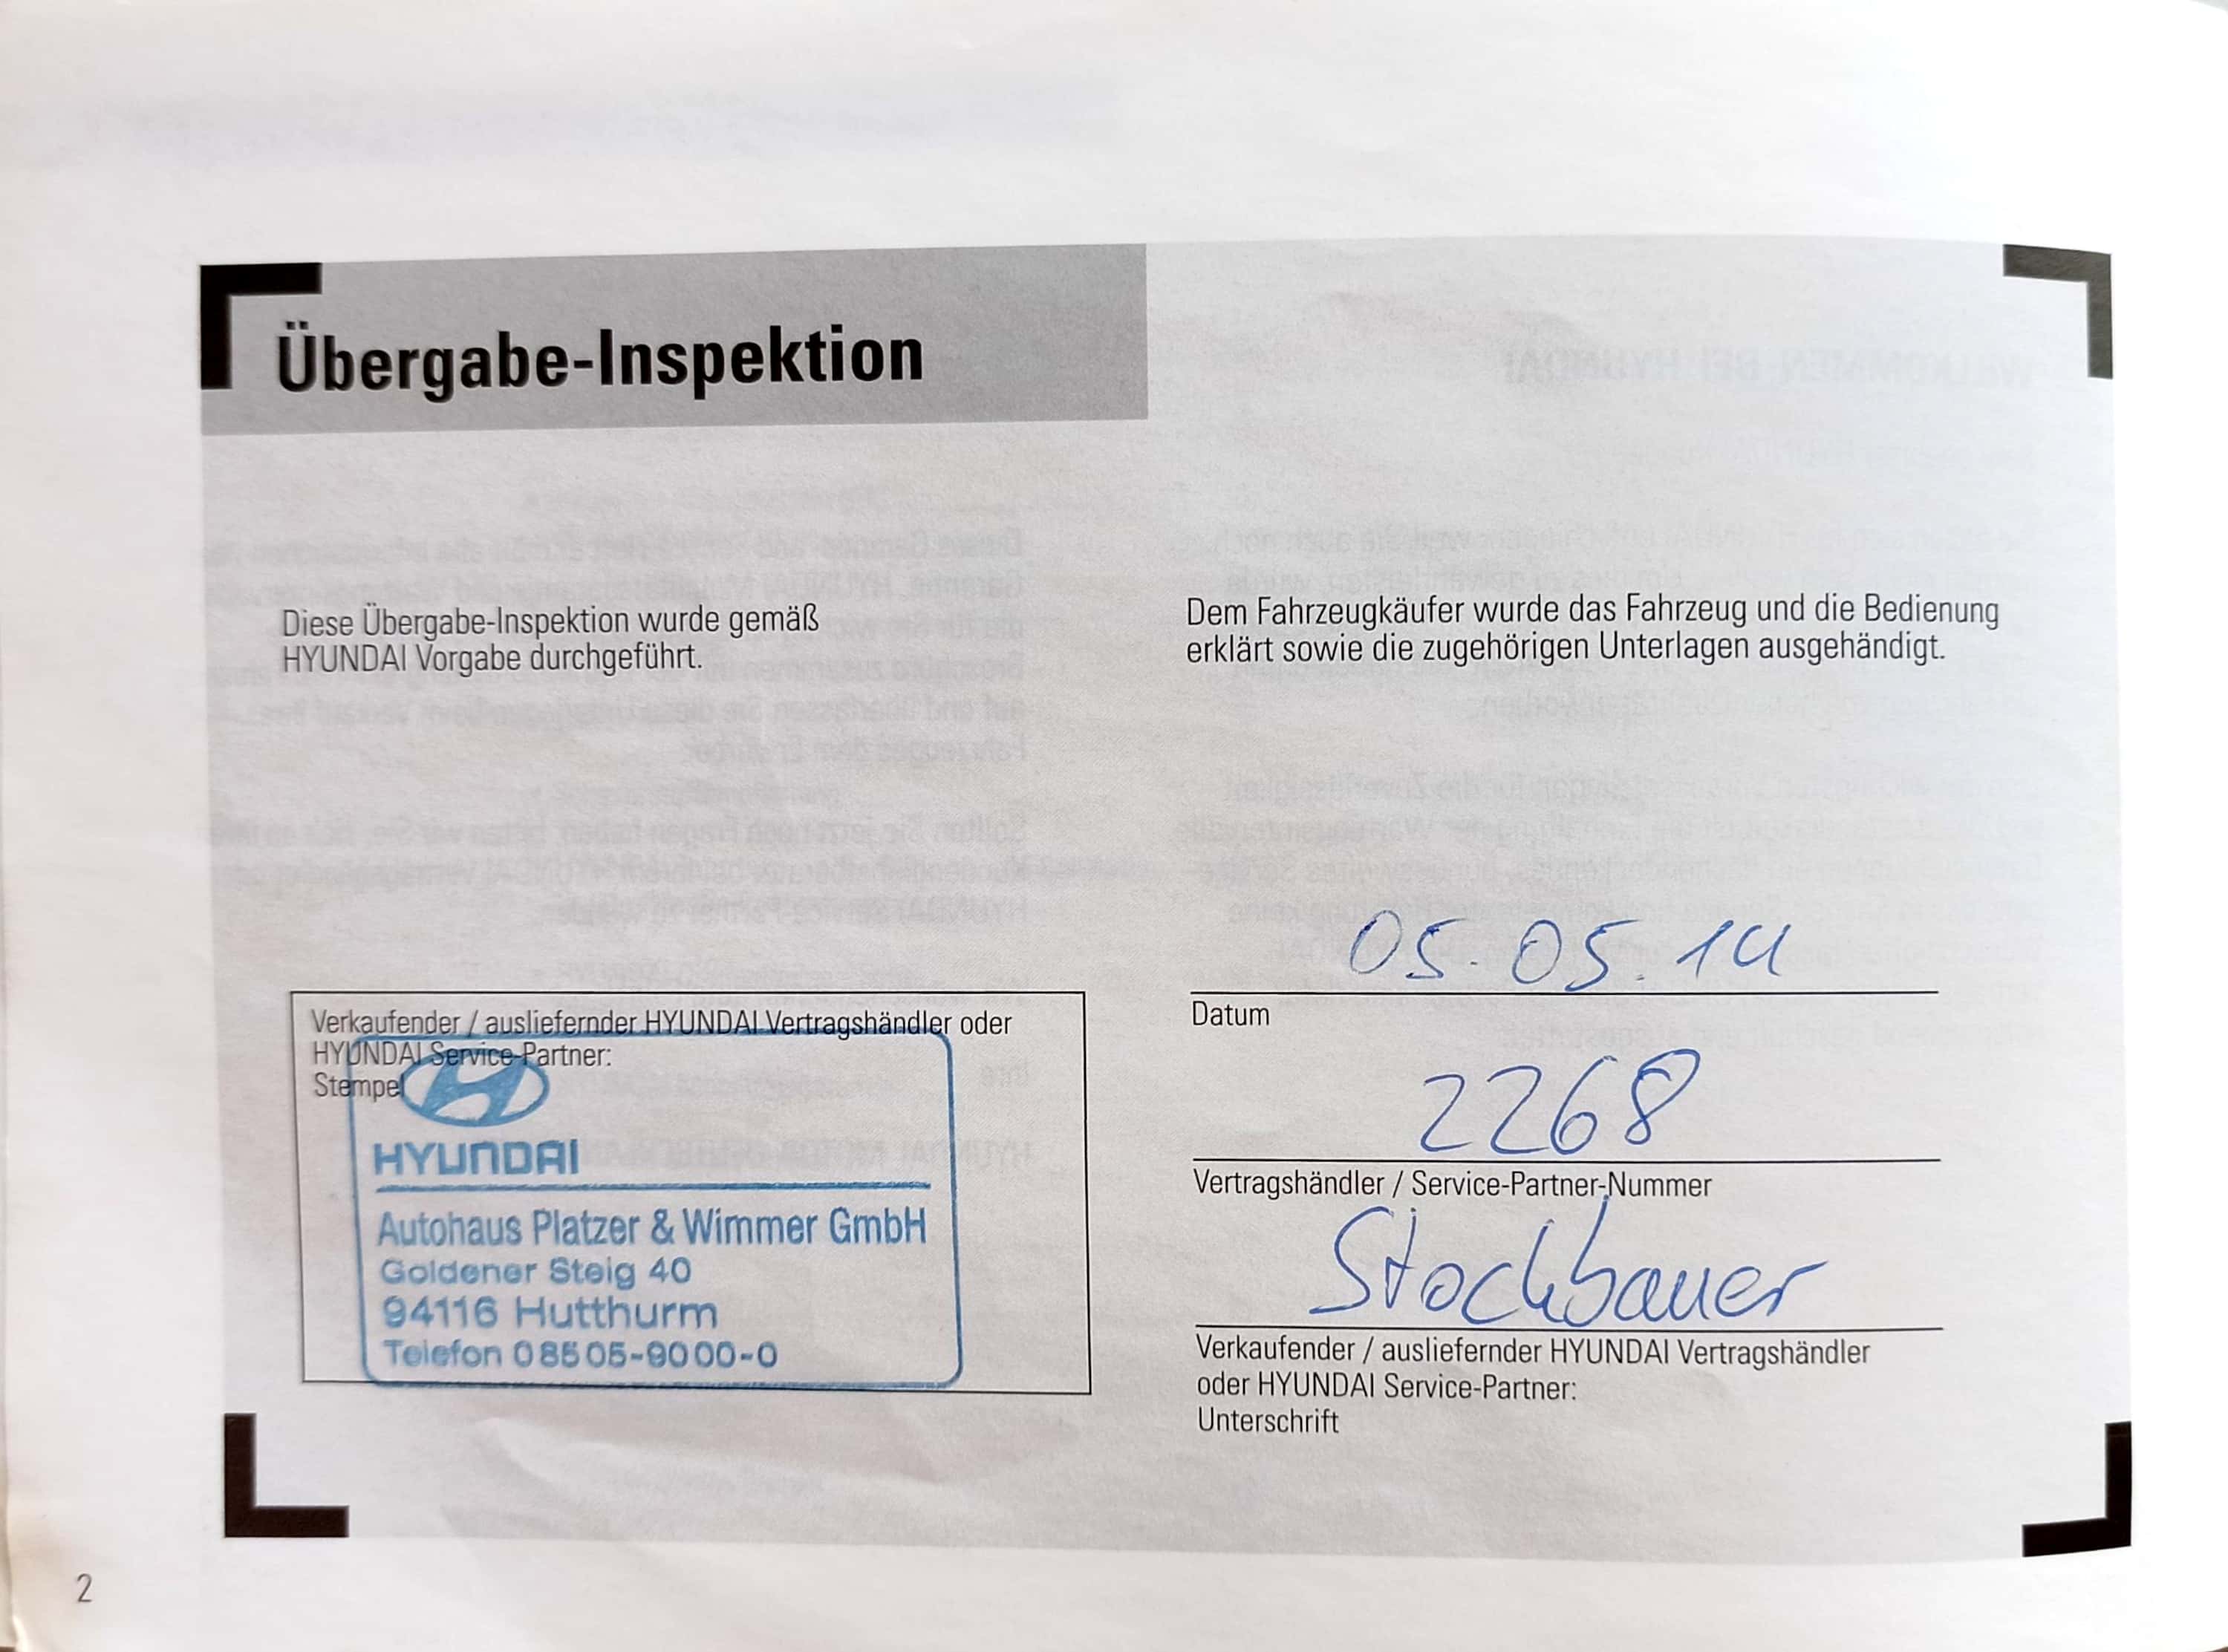 Übergabe-Inspektion
Diese Übergabe-Inspektion wurde gemäß
HYUNDAI Vorgabe durchgeführt.
Verkaufender / ausliefernder HYUNDAI Vertragshändler oder
HYUNDAI Service-Partner:
Stempel
HYUNDAI
Autohaus Platzer & Wimmer GmbH
Goldener Steig 40
94116 Hutthurm
Telefon 08505-9000-0
Dem Fahrzeugkäufer wurde das Fahrzeug und die Bedienung
erklärt sowie die zugehörigen Unterlagen ausgehändigt.
05.05.14
Datum
2268
Vertragshändler / Service-Partner-Nummer
Stockbauer
Verkaufender / ausliefernder HYUNDAI Vertragshändler
oder HYUNDAI Service-Partner:
Unterschrift
2